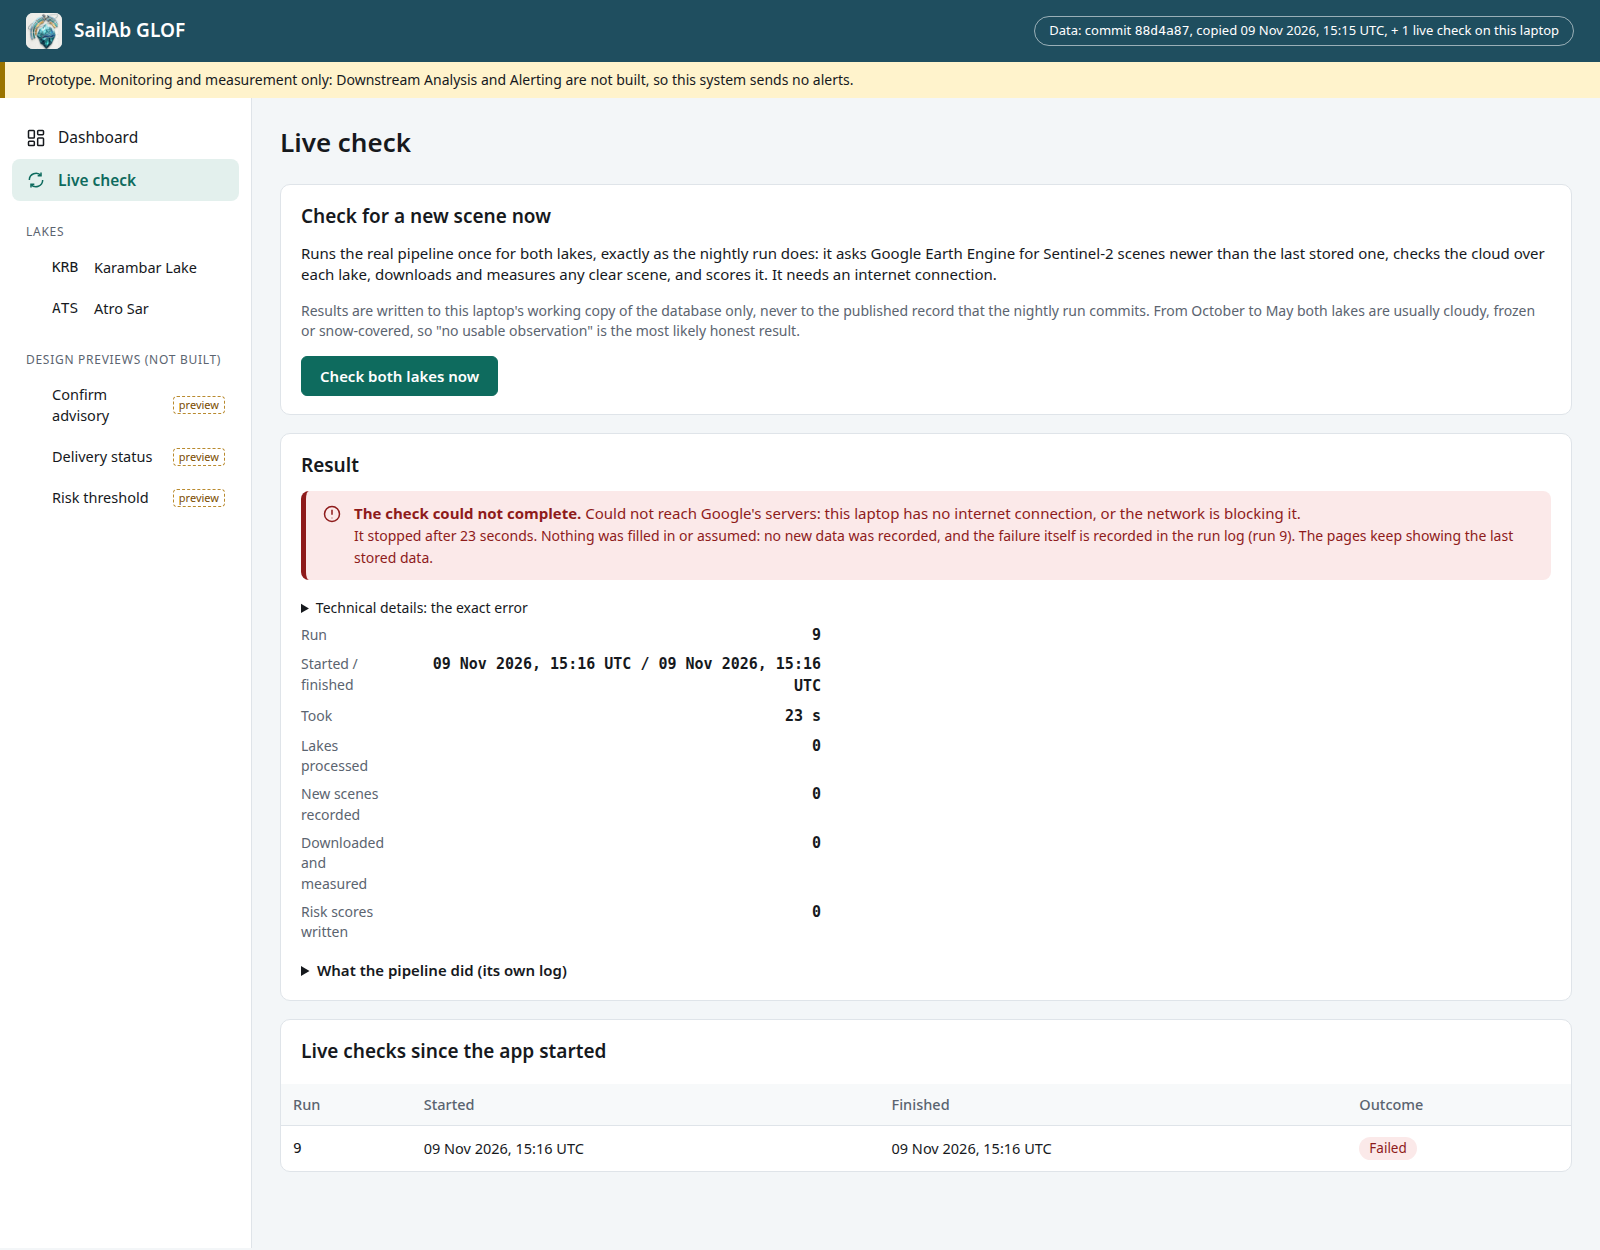 SailAb GLOF
Data: commit 88d4a87, copied 09 Nov 2026, 15:15 UTC, + 1 live check on this laptop
Prototype. Monitoring and measurement only: Downstream Analysis and Alerting are not built, so this system sends no alerts.
Dashboard
Live check
LAKES
KRB Karambar Lake
ATS Atro Sar
DESIGN PREVIEWS (NOT BUILT)
Confirm
advisory
preview
Delivery status preview
Risk threshold preview
Live check
Check for a new scene now
Runs the real pipeline once for both lakes, exactly as the nightly run does: it asks Google Earth Engine for Sentinel-2 scenes newer than the last stored one, checks the cloud over
each lake, downloads and measures any clear scene, and scores it. It needs an internet connection.
Results are written to this laptop's working copy of the database only, never to the published record that the nightly run commits. From October to May both lakes are usually cloudy, frozen
or snow-covered, so "no usable observation" is the most likely honest result.
Check both lakes now
Result
The check could not complete. Could not reach Google's servers: this laptop has no internet connection, or the network is blocking it.
It stopped after 23 seconds. Nothing was filled in or assumed: no new data was recorded, and the failure itself is recorded in the run log (run 9). The pages keep showing the last
stored data.
Technical details: the exact error
Run 9
Started / 09 Nov 2026, 15:16 UTC / 09 Nov 2026, 15:16
finished UTC
Took 23 s
Lakes 0
processed
New scenes 0
recorded
Downloaded 0
and
measured
Risk scores 0
written
What the pipeline did (its own log)
Live checks since the app started
Run Started Finished Outcome
9 09 Nov 2026, 15:16 UTC 09 Nov 2026, 15:16 UTC Failed